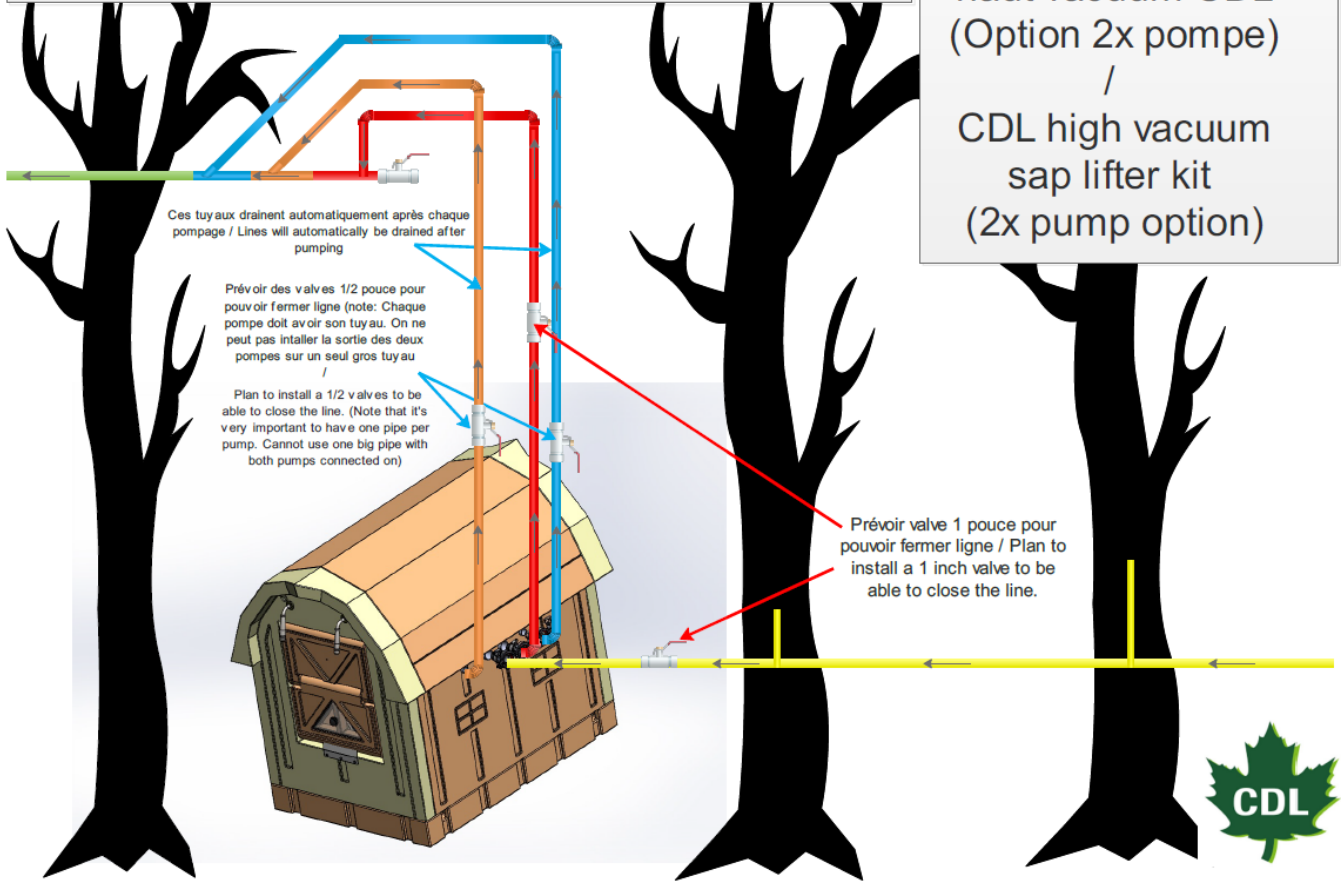 (Option 2x pompe)
/
CDL high vacuum
sap lifter kit
(2x pump option)
Ces tuyaux drainent automatiquement après chaque
pompage / Lines will automatically be drained after
pumping
Prévoir des valves 1/2 pouce pour
pouvoir fermer ligne (note: Chaque
pompe doit avoir son tuyau. On ne
peut pas intaller la sortie des deux
pompes sur un seul gros tuyau
/
Plan to install a 1/2 valves to be
able to close the line. (Note that it's
very important to have one pipe per
pump. Cannot use one big pipe with
both pumps connected on)
Prévoir valve 1 pouce pour
pouvoir fermer ligne / Plan to
install a 1 inch valve to be
able to close the line.
CDL